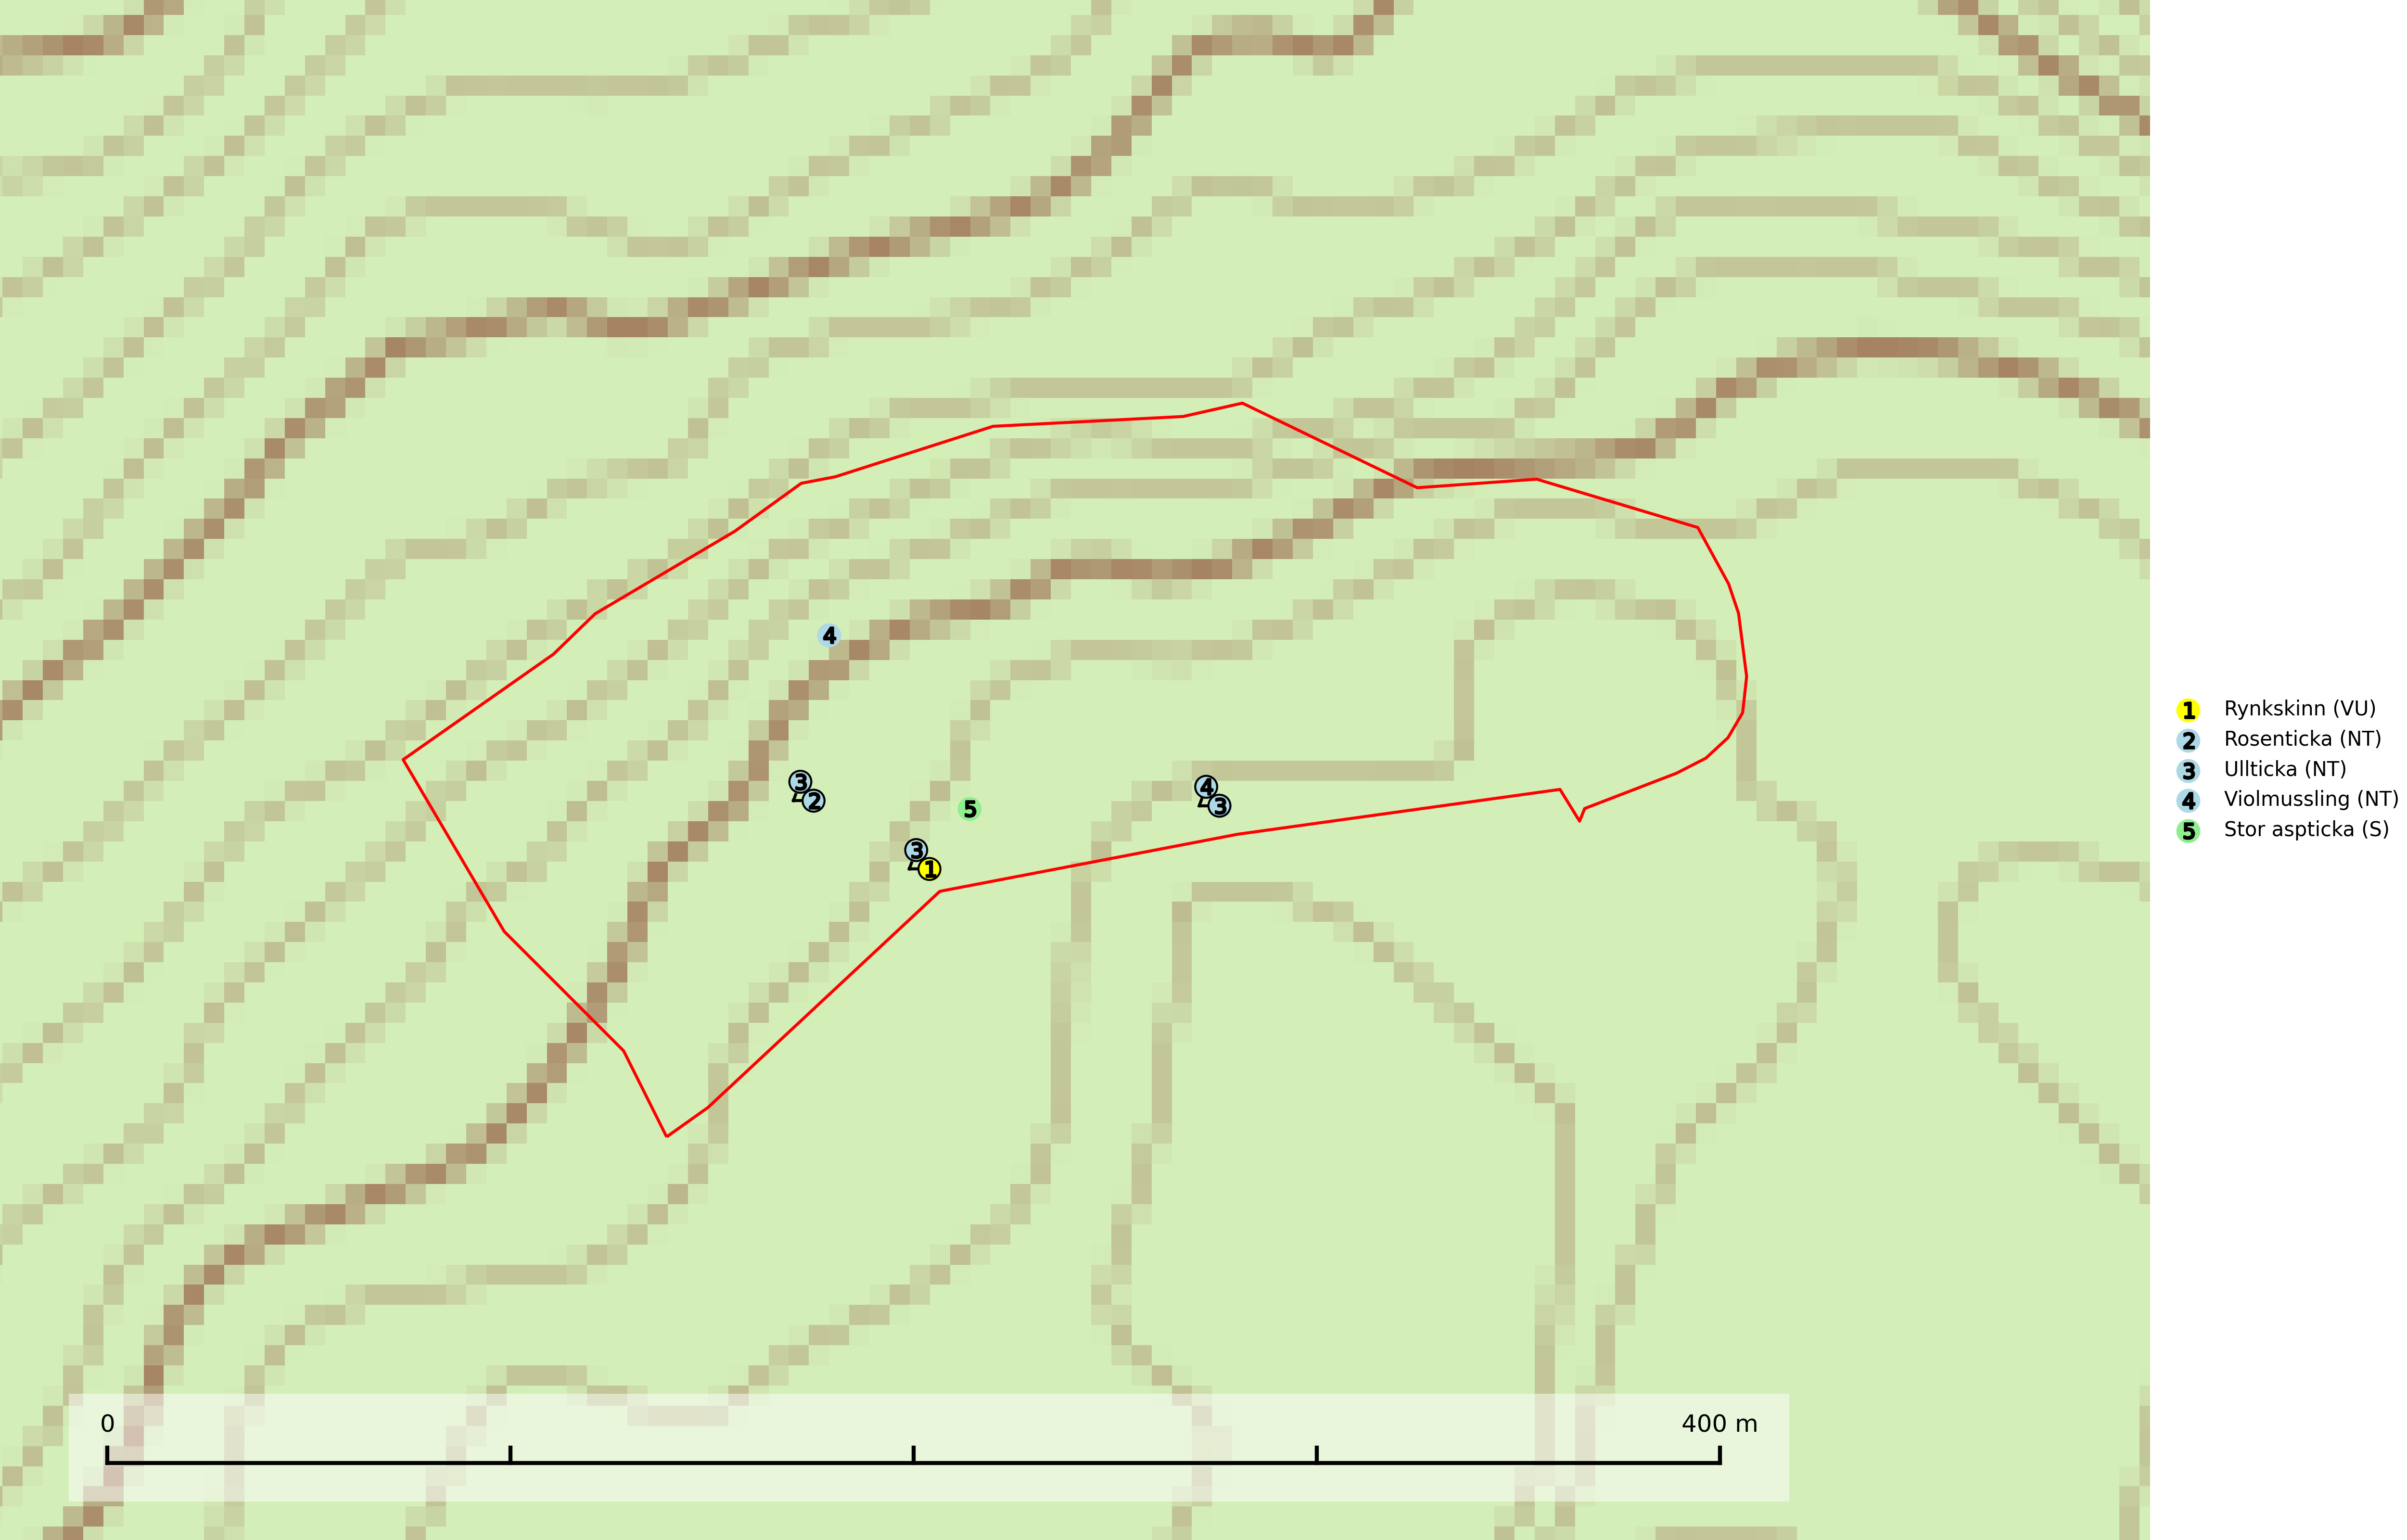 4
3
2
5
4
3
3
1
1 Rynkskinn (VU)
2 Rosenticka (NT)
3 Ullticka (NT)
4 Violmussling (NT)
5 Stor aspticka (S)
0 400 m